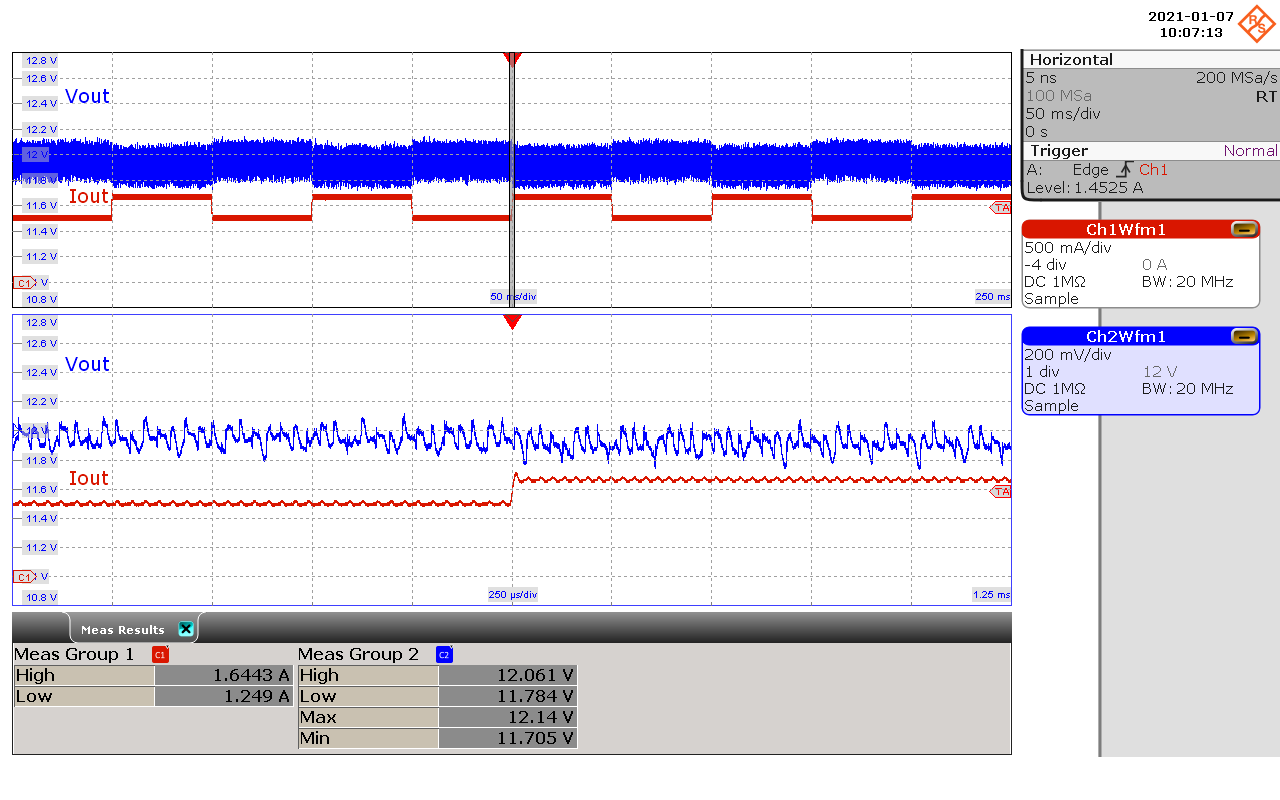 2021-01-07
10:07:13
R&S
12.8 V
12.6 V
12.4 V
12.2 V
12 V
11.8 V
11.6 V
11.4 V
11.2 V
10.8 V
Vout
Iout
C1
TA
50 ms/div
250 ms
12.8 V
12.6 V
12.4 V
12.2 V
12 V
11.8 V
11.6 V
11.4 V
11.2 V
10.8 V
Vout
Iout
C1
TA
250 µs/div
1.25 ms
Horizontal
5 ns 200 MSa/s
100 MSa RT
50 ms/div
0 s
Trigger Normal
A: Edge Ch1
Level: 1.4525 A
Ch1Wfm1
500 mA/div
-4 div 0 A
DC 1MΩ BW: 20 MHz
Sample
Ch2Wfm1
200 mV/div
1 div 12 V
DC 1MΩ BW: 20 MHz
Sample
Meas Results
Meas Group 1 C1
High 1.6443 A
Low 1.249 A
Meas Group 2 C2
High 12.061 V
Low 11.784 V
Max 12.14 V
Min 11.705 V